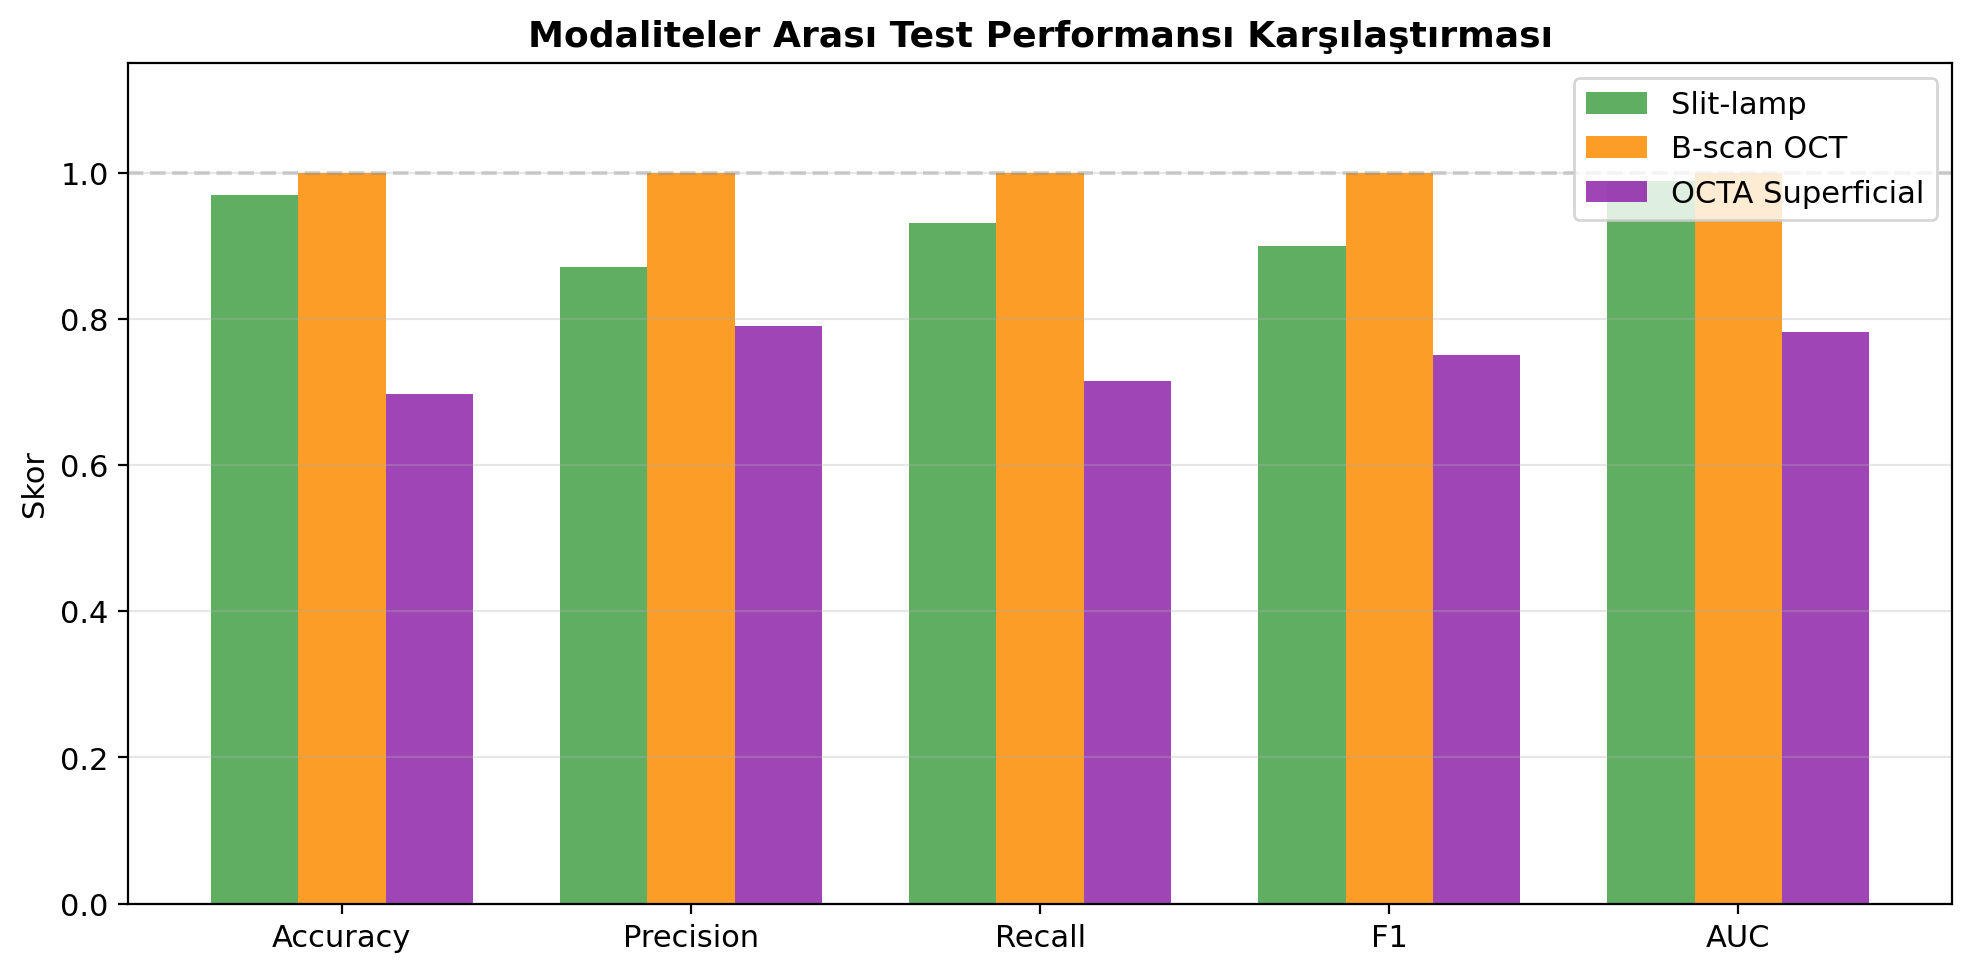 Modaliteler Arası Test Performansı Karşılaştırması
Slit-lamp
B-scan OCT
OCTA Superficial
Skor
1.0
0.8
0.6
0.4
0.2
0.0
Accuracy
Precision
Recall
F1
AUC